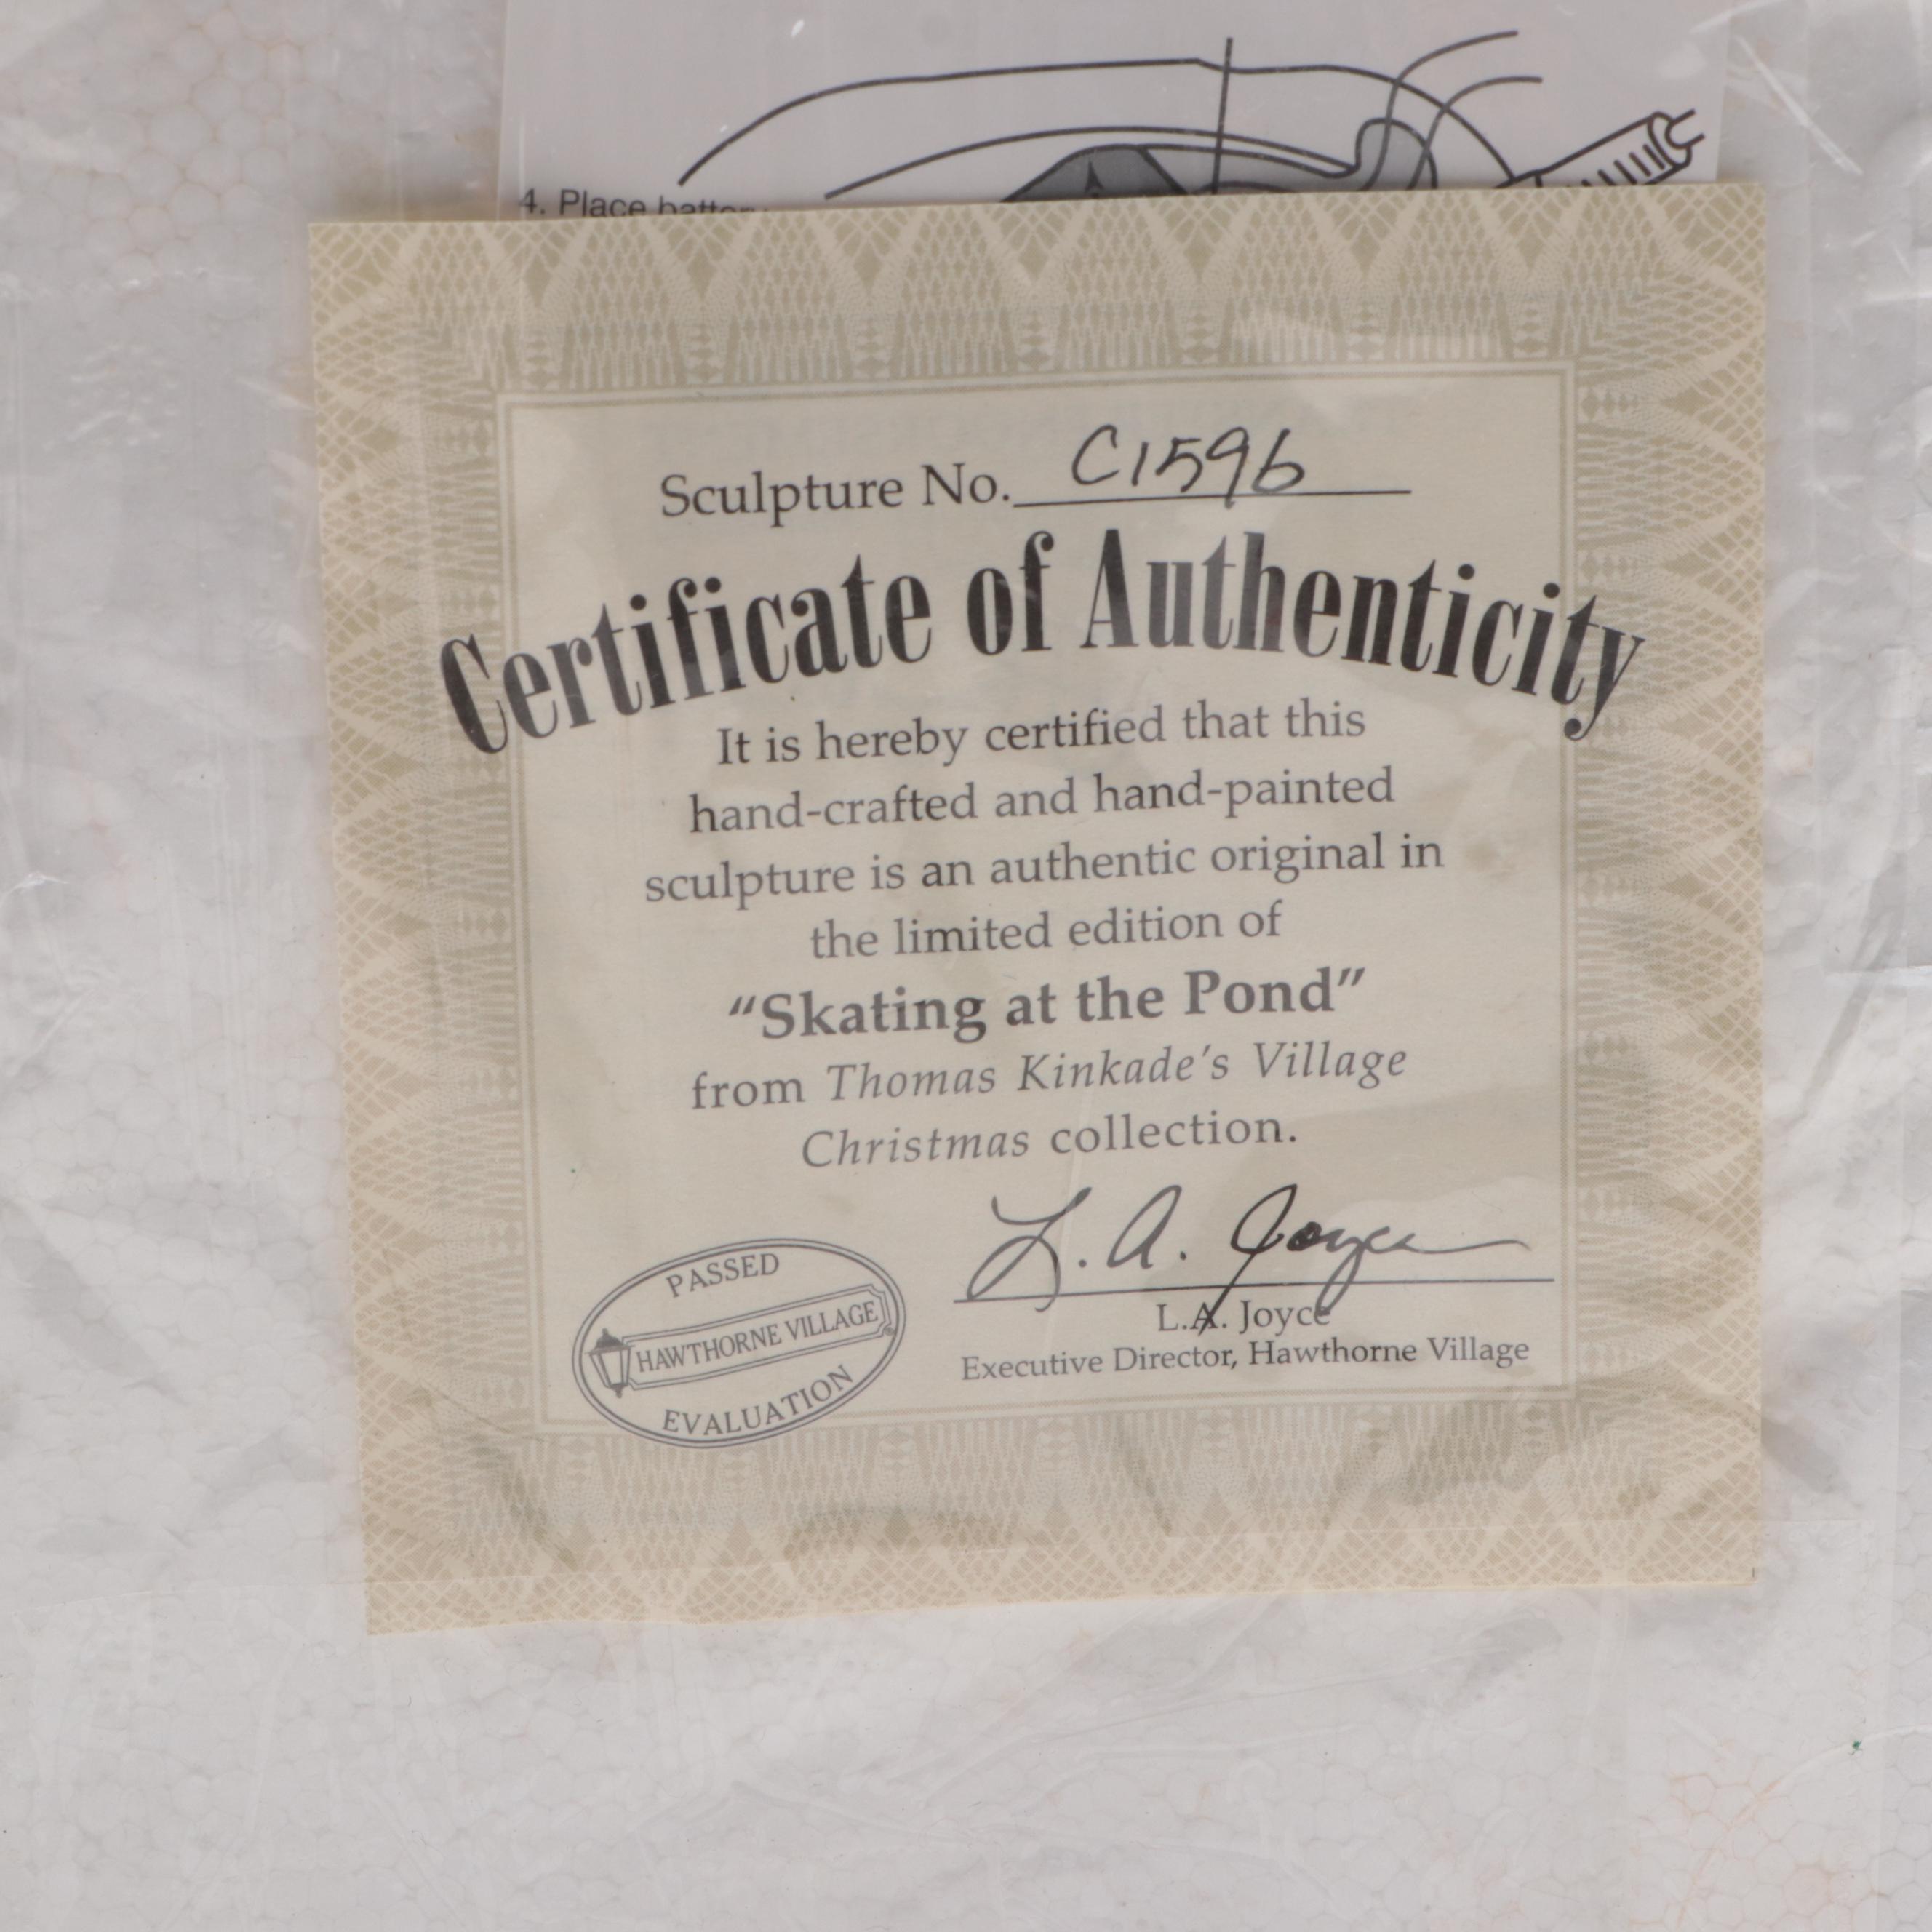 4. Place battery
Sculpture No. C1596
Certificate of Authenticity
It is hereby certified that this
hand-crafted and hand-painted
sculpture is an authentic original in
the limited edition of
“Skating at the Pond”
from Thomas Kinkade’s Village
Christmas collection.
L. A. Joyce
L.A. Joyce
Executive Director, Hawthorne Village
PASSED
HAWTHORNE VILLAGE
EVALUATION